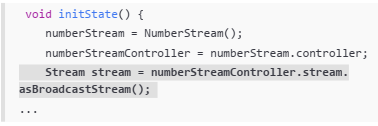 void initState() {
numberStream = NumberStream();
numberStreamController = numberStream.controller;
Stream stream = numberStreamController.stream.
asBroadcastStream();
...